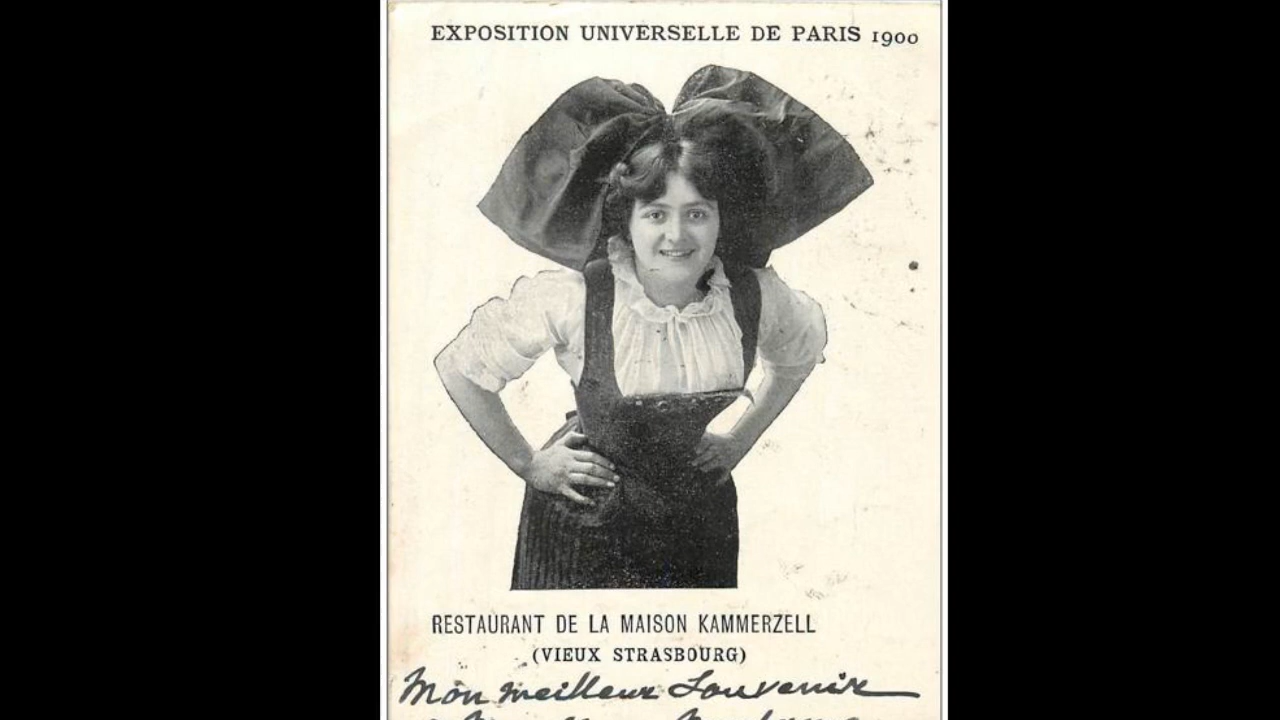 EXPOSITION UNIVERSELLE DE PARIS 1900
RESTAURANT DE LA MAISON KAMMERZELL
(VIEUX STRASBOURG)
Mon meilleur Souvenir